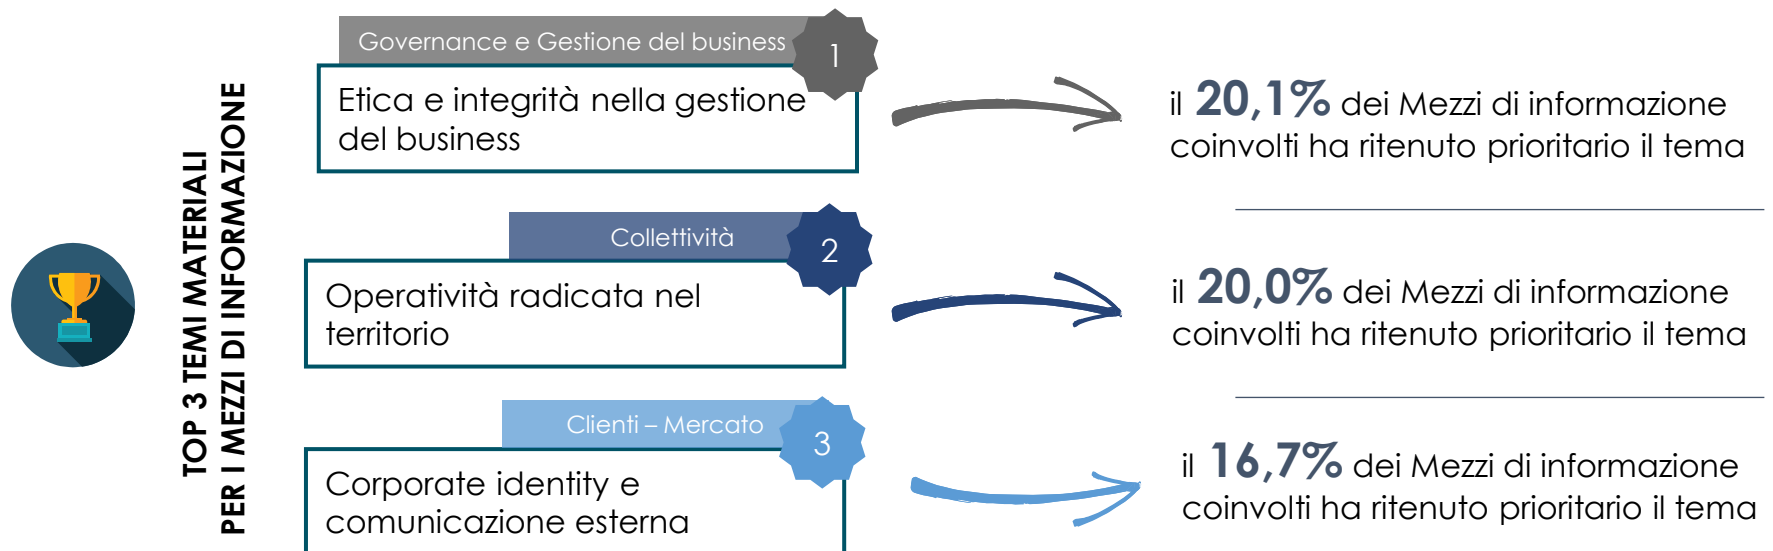 TOP 3 TEMI MATERIALI
PER I MEZZI DI INFORMAZIONE
Governance e Gestione del business
1
Etica e integrità nella gestione
del business
il 20,1% dei Mezzi di informazione
coinvolti ha ritenuto prioritario il tema
Collettività
2
Operatività radicata nel
territorio
il 20,0% dei Mezzi di informazione
coinvolti ha ritenuto prioritario il tema
Clienti – Mercato
3
Corporate identity e
comunicazione esterna
il 16,7% dei Mezzi di informazione
coinvolti ha ritenuto prioritario il tema